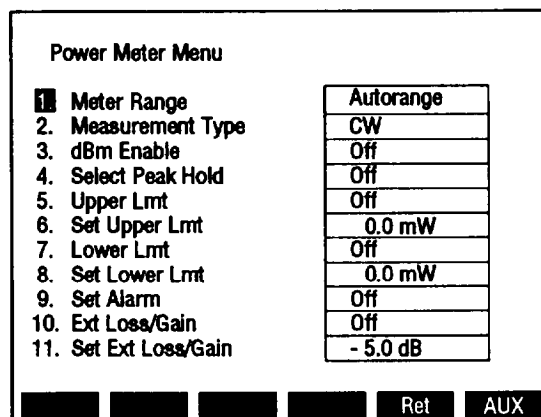 Power Meter Menu
1. Meter Range Autorange
2. Measurement Type CW
3. dBm Enable Off
4. Select Peak Hold Off
5. Upper Lmt Off
6. Set Upper Lmt 0.0 mW
7. Lower Lmt Off
8. Set Lower Lmt 0.0 mW
9. Set Alarm Off
10. Ext Loss/Gain Off
11. Set Ext Loss/Gain - 5.0 dB
Ret AUX